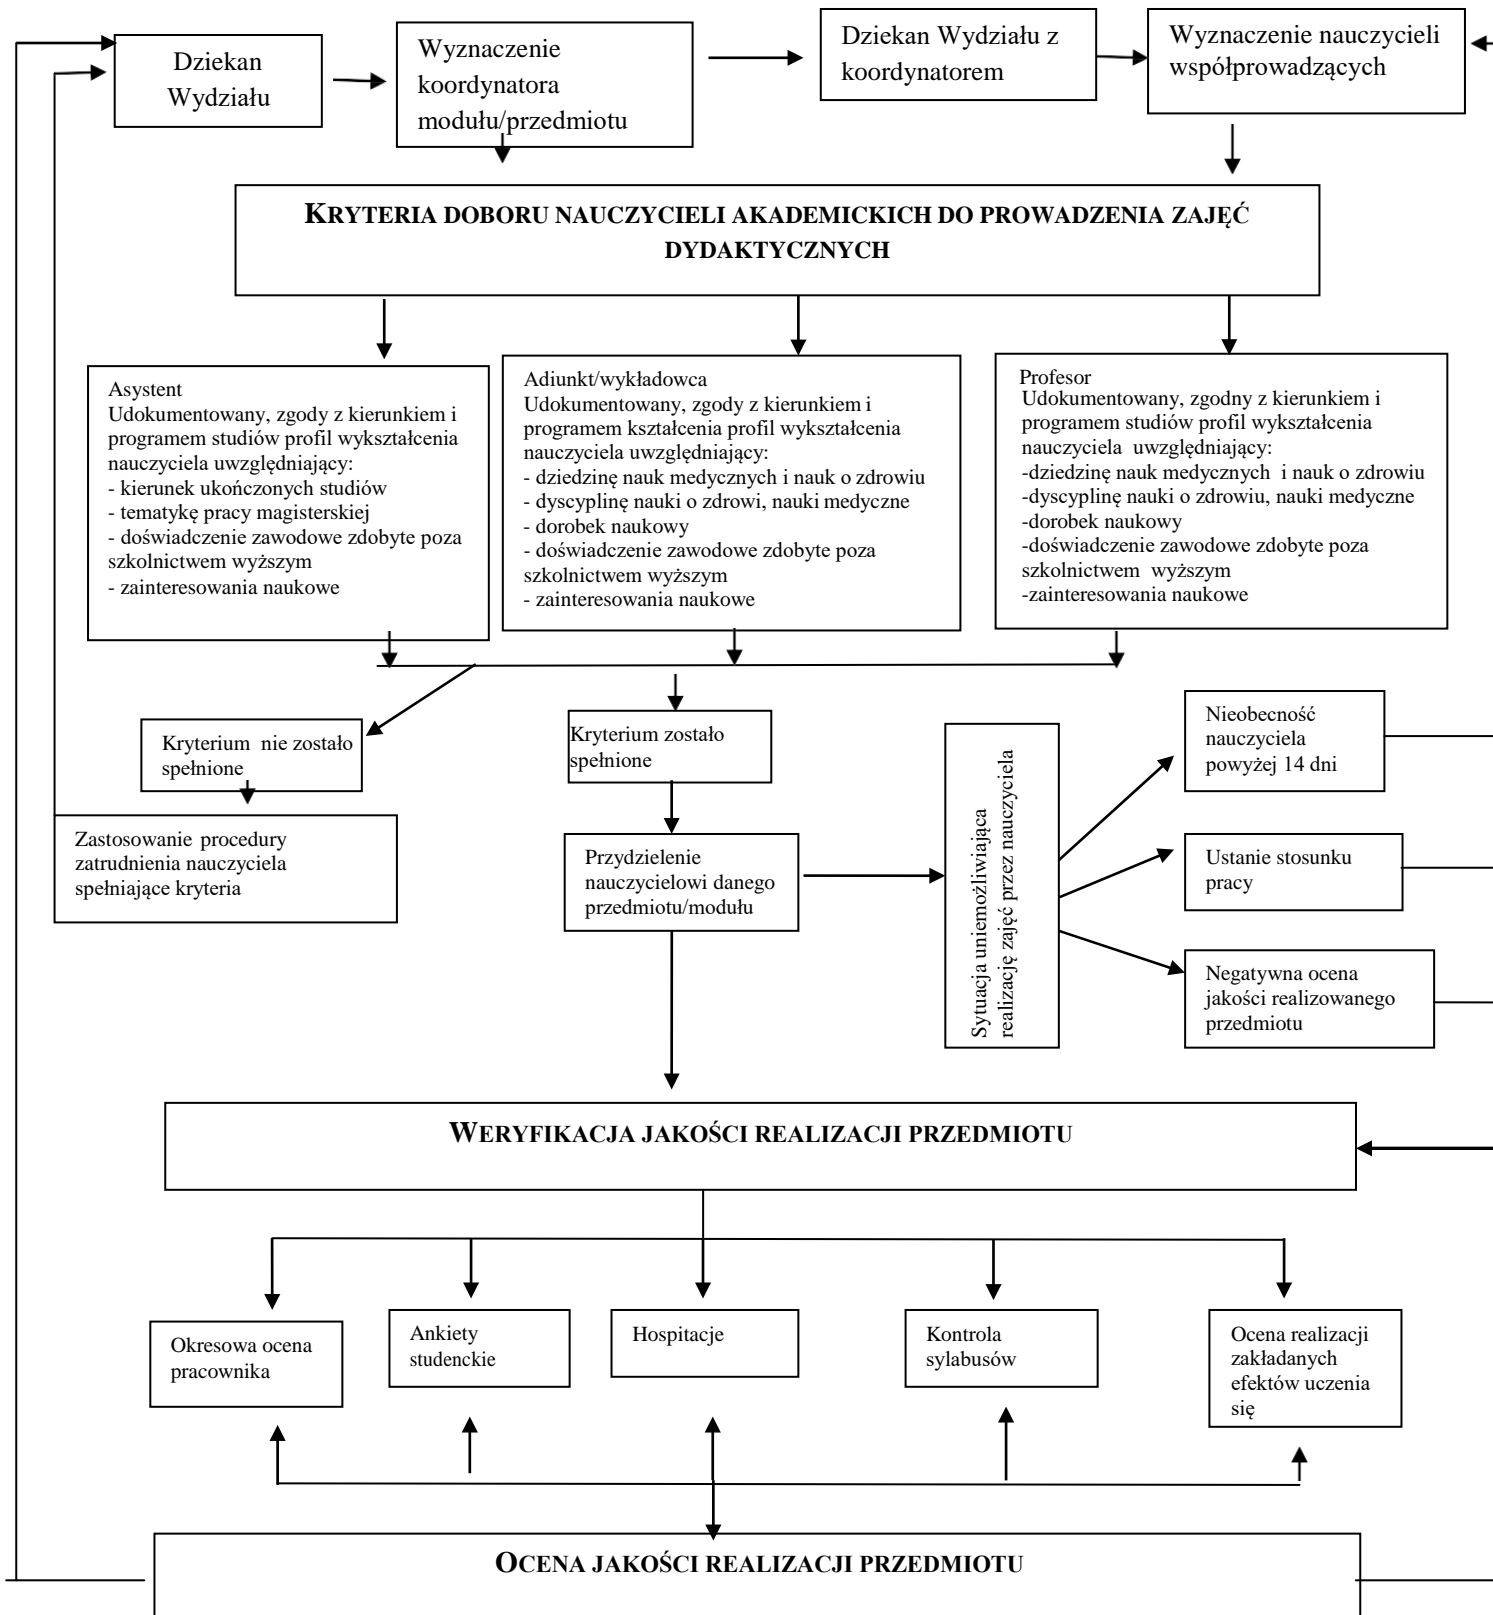 Dziekan
Wydziału
Wyznaczenie
koordynatora
modułu/przedmiotu
Dziekan Wydziału z
koordynatorem
Wyznaczenie nauczycieli
współprowadzących
KRYTERIA DOBORU NAUCZYCIELI AKADEMICKICH DO PROWADZENIA ZAJĘĆ
DYDAKTYCZNYCH
Asystent
Udokumentowany, zgody z kierunkiem i
programem studiów profil wykształcenia
nauczyciela uwzględniający:
- kierunek ukończonych studiów
- tematykę pracy magisterskiej
- doświadczenie zawodowe zdobyte poza
szkolnictwem wyższym
- zainteresowania naukowe
Adiunkt/wykładowca
Udokumentowany, zgody z kierunkiem i
programem kształcenia profil wykształcenia
nauczyciela uwzględniający:
- dziedzinę nauk medycznych i nauk o zdrowiu
- dyscyplinę nauki o zdrowi, nauki medyczne
- dorobek naukowy
- doświadczenie zawodowe zdobyte poza
szkolnictwem wyższym
- zainteresowania naukowe
Profesor
Udokumentowany, zgodny z kierunkiem i
programem studiów profil wykształcenia
nauczyciela uwzględniający:
-dziedzinę nauk medycznych i nauk o zdrowiu
-dyscyplinę nauki o zdrowiu, nauki medyczne
-dorobek naukowy
-doświadczenie zawodowe zdobyte poza
szkolnictwem wyższym
-zainteresowania naukowe
Kryterium nie zostało
spełnione
Kryterium zostało
spełnione
Zastosowanie procedury
zatrudnienia nauczyciela
spełniające kryteria
Przydzielenie
nauczycielowi danego
przedmiotu/modułu
Sytuacja uniemożliwiająca
realizację zajęć przez nauczyciela
Nieobecność
nauczyciela
powyżej 14 dni
Ustanie stosunku
pracy
Negatywna ocena
jakości realizowanego
przedmiotu
WERYFIKACJA JAKOŚCI REALIZACJI PRZEDMIOTU
Okresowa ocena
pracownika
Ankiety
studenckie
Hospitacje
Kontrola
sylabusów
Ocena realizacji
zakładanych
efektów uczenia
się
OCENA JAKOŚCI REALIZACJI PRZEDMIOTU